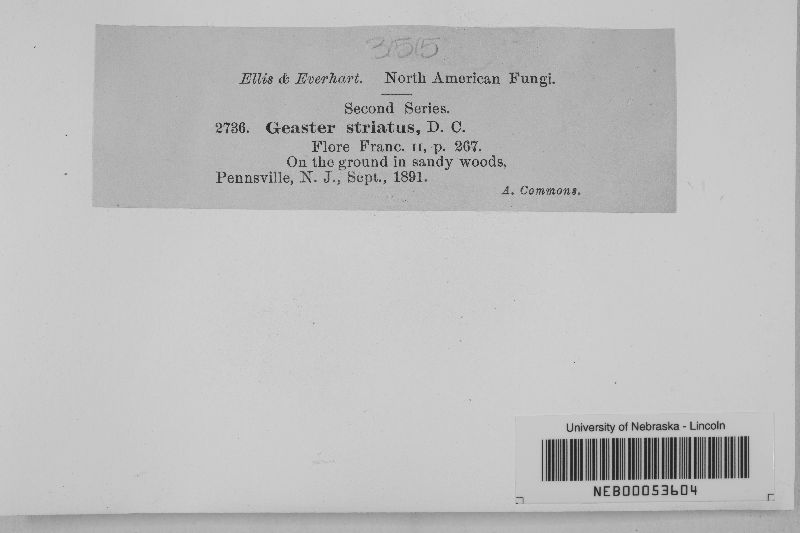 31515
Ellis & Everhart. North American Fungi.
Second Series.
2736. Geaster striatus, D. C.
Flore Franc. II, p. 267.
On the ground in sandy woods,
Pennsville, N. J., Sept., 1891.
A. Commons.
University of Nebraska - Lincoln
NEB00053604